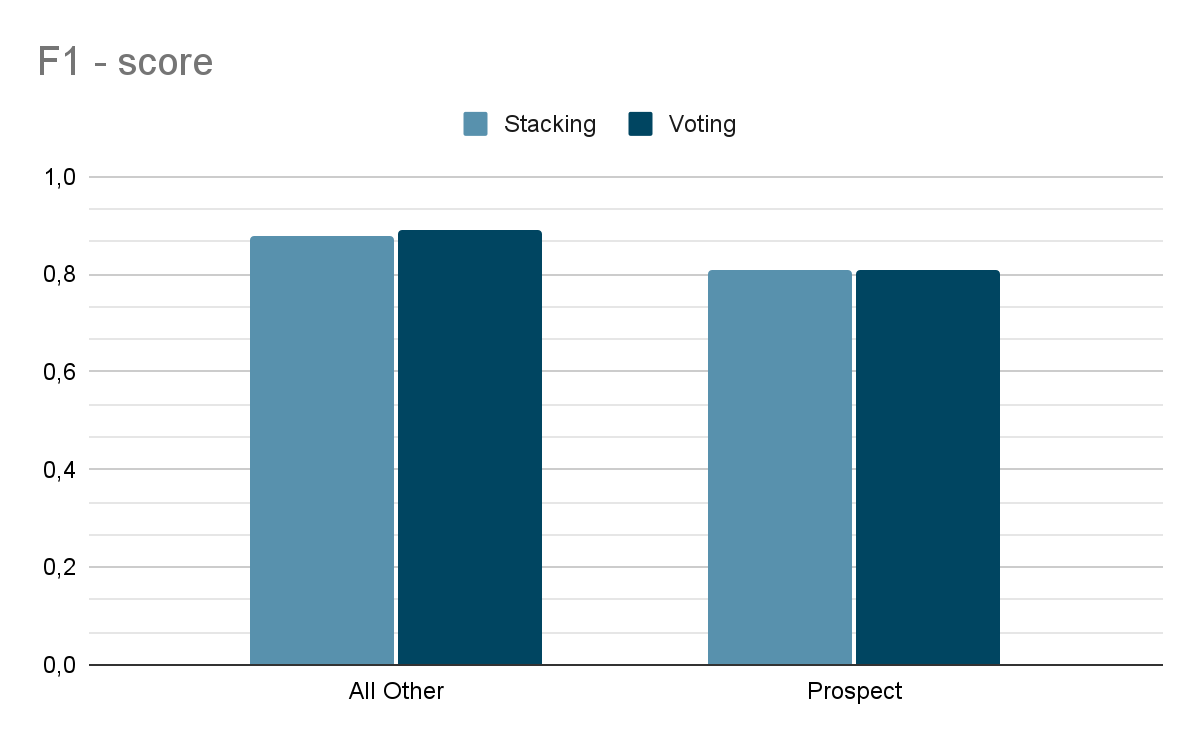 F1 - score
Stacking Voting
1,0
0,8
0,6
0,4
0,2
0,0
All Other Prospect